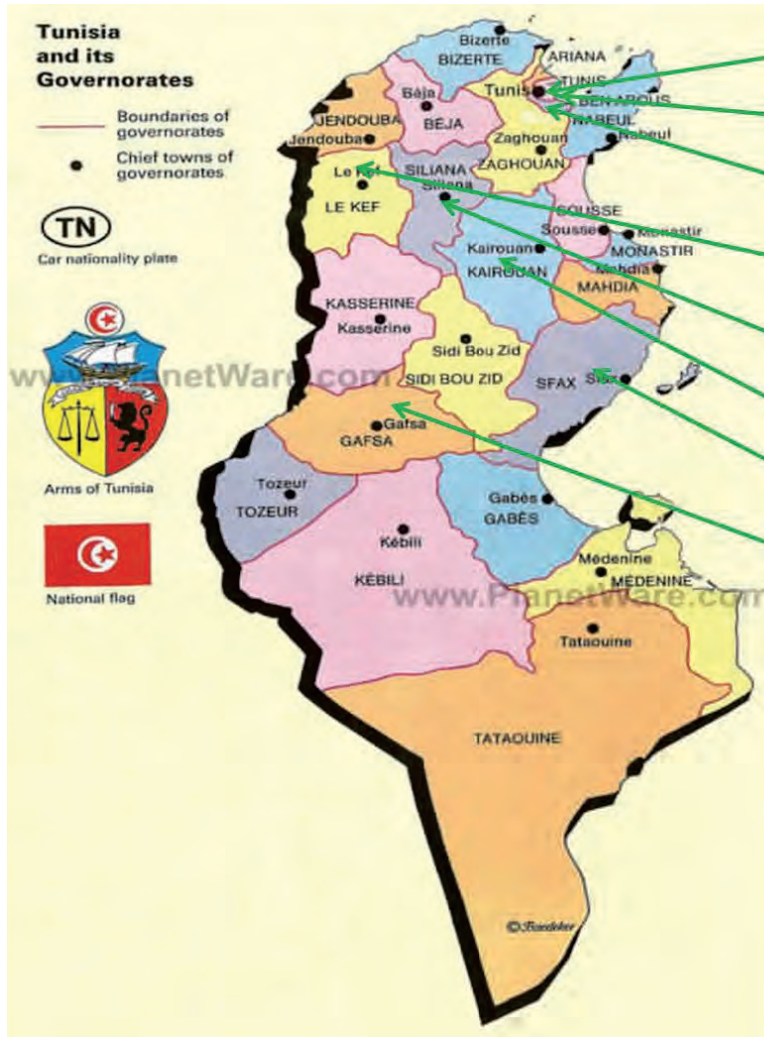 Tunisia
and its
Governorates
Boundaries of
governorates
Chief towns of
governorates
TN
Car nationality plate
Arms of Tunisia
National flag
Bizerte
BIZERTE
ARIANA
TUNIS
Tunis
BEN AROUS
NABEUL
Nabeul
Béja
BÉJA
JENDOUBA
Jendouba
Zaghouan
ZAGHOUAN
Le Kef
LE KEF
SILIANA
Siliana
SOUSSE
Sousse
Monastir
MONASTIR
Kairouan
KAIROUAN
Mahdia
MAHDIA
KASSERINE
Kasserine
Sidi Bou Zid
SIDI BOU ZID
SFAX
Sfax
www.PlanetWare.com
Gafsa
GAFSA
Tozeur
TOZEUR
Gabès
GABÈS
Kébili
KÉBILI
Médenine
MÉDENINE
www.PlanetWare.com
Tataouine
TATAOUINE
©Baedeker